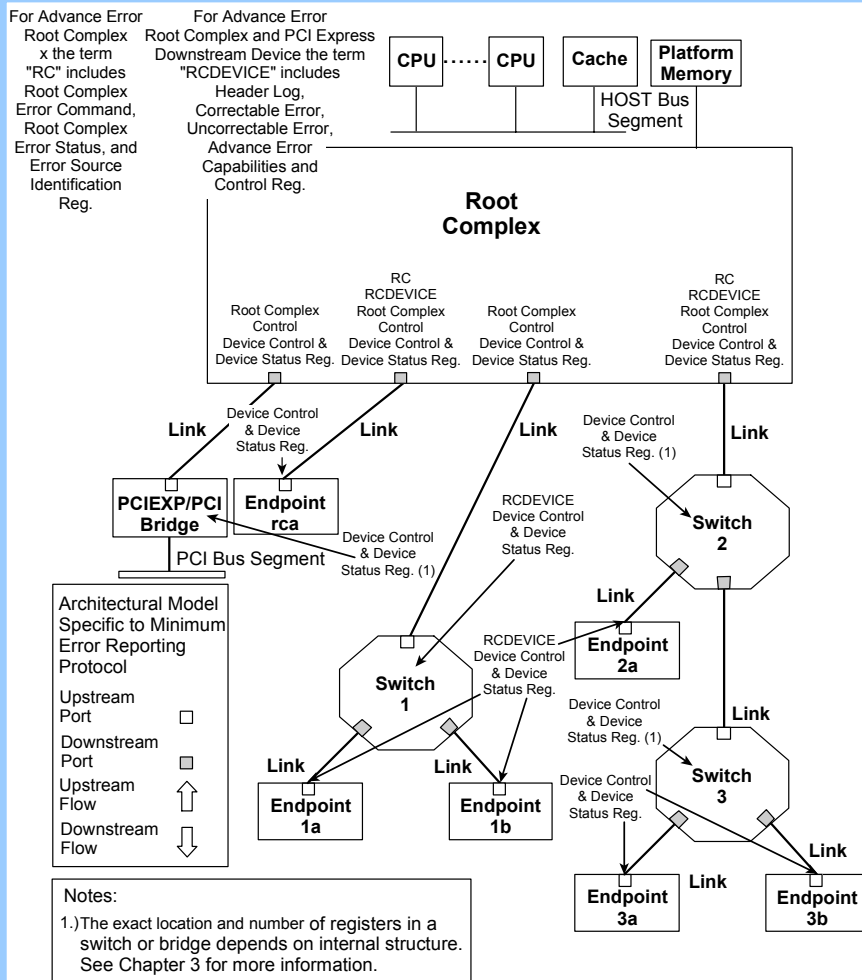 For Advance Error
Root Complex
x the term
"RC" includes
Root Complex
Error Command,
Root Complex
Error Status, and
Error Source
Identification
Reg.
For Advance Error
Root Complex and PCI Express
Downstream Device the term
"RCDEVICE" includes
Header Log,
Correctable Error,
Uncorrectable Error,
Advance Error
Capabilities and
Control Reg.
CPU
CPU
Cache
Platform
Memory
HOST Bus
Segment
Root
Complex
Root Complex
Control
Device Control &
Device Status Reg.
RC
RCDEVICE
Root Complex
Control
Device Control &
Device Status Reg.
Root Complex
Control
Device Control &
Device Status Reg.
RC
RCDEVICE
Root Complex
Control
Device Control &
Device Status Reg.
Link
Device Control
& Device
Status Reg.
Link
Link
Device Control
& Device
Status Reg. (1)
Link
PCIEXP/PCI
Bridge
Endpoint
rca
Device Control
& Device
Status Reg. (1)
PCI Bus Segment
RCDEVICE
Device Control
& Device
Status Reg.
Switch
2
Link
Endpoint
2a
RCDEVICE
Device Control
& Device
Status Reg.
Switch
1
Link
Link
Endpoint
1a
Endpoint
1b
Link
Device Control
& Device
Status Reg. (1)
Switch
3
Device Control
& Device
Status Reg.
Link
Link
Endpoint
3a
Endpoint
3b
Architectural Model
Specific to Minimum
Error Reporting
Protocol
Upstream
Port
Downstream
Port
Upstream
Flow
Downstream
Flow
Notes:
1.)The exact location and number of registers in a
switch or bridge depends on internal structure.
See Chapter 3 for more information.